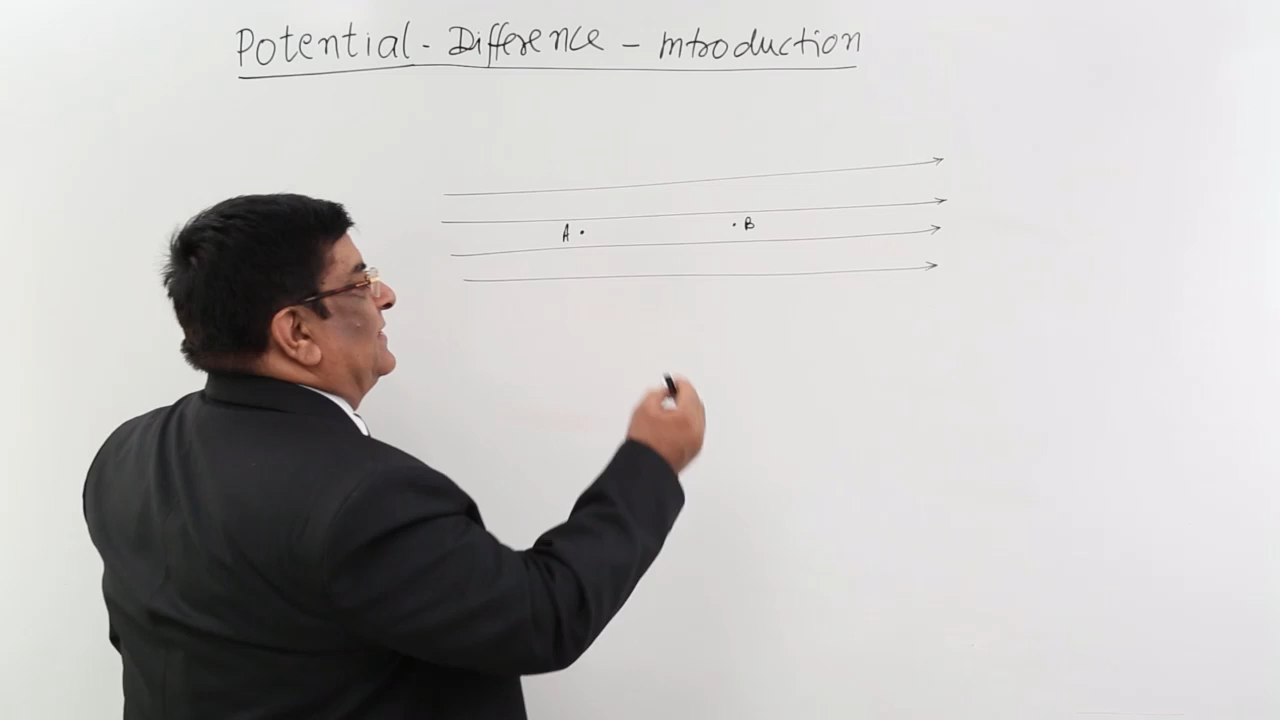 Potential - Difference - Introduction
A . . B